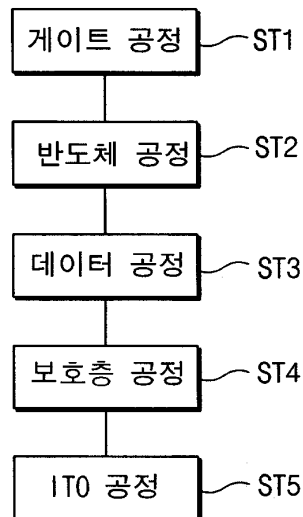 게이트 공정 ST1
반도체 공정 ST2
데이터 공정 ST3
보호층 공정 ST4
ITO 공정 ST5